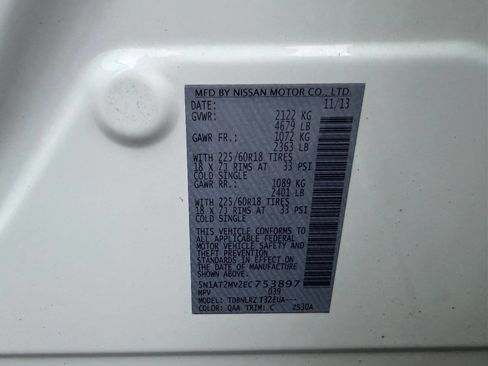 MFD BY NISSAN MOTOR CO., LTD.
DATE: 11/13
GVWR: 2122 KG
4679 LB
GAWR FR.: 1072 KG
2363 LB
WITH 225/60R18 TIRES
18 X 7J RIMS AT 33 PSI
COLD SINGLE
GAWR RR.: 1089 KG
2401 LB
WITH 225/60R18 TIRES
18 X 7J RIMS AT 33 PSI
COLD SINGLE
THIS VEHICLE CONFORMS TO
ALL APPLICABLE FEDERAL
MOTOR VEHICLE SAFETY AND
THEFT PREVENTION
STANDARDS IN EFFECT ON
THE DATE OF MANUFACTURE
SHOWN ABOVE.
5N1AT2MV2EC753897
MPV 039
MODEL: TDBNLRZ
COLOR: QAA TRIM: C 2530A